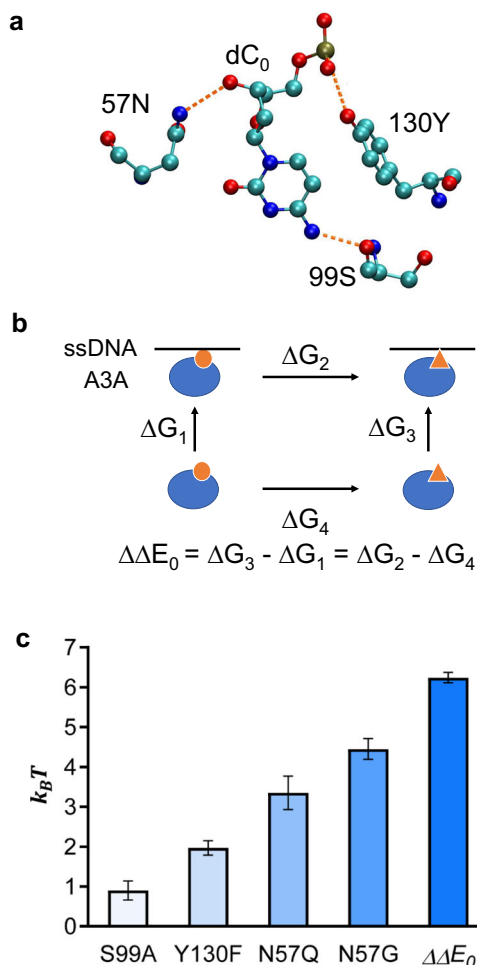 a
dC₀
57N
130Y
99S
b
ssDNA
A3A
ΔG₂
ΔG₁
ΔG₃
ΔG₄
ΔΔE₀ = ΔG₃ - ΔG₁ = ΔG₂ - ΔG₄
c
7
6
5
4
3
2
1
0
k_BT
S99A Y130F N57Q N57G ΔΔE₀